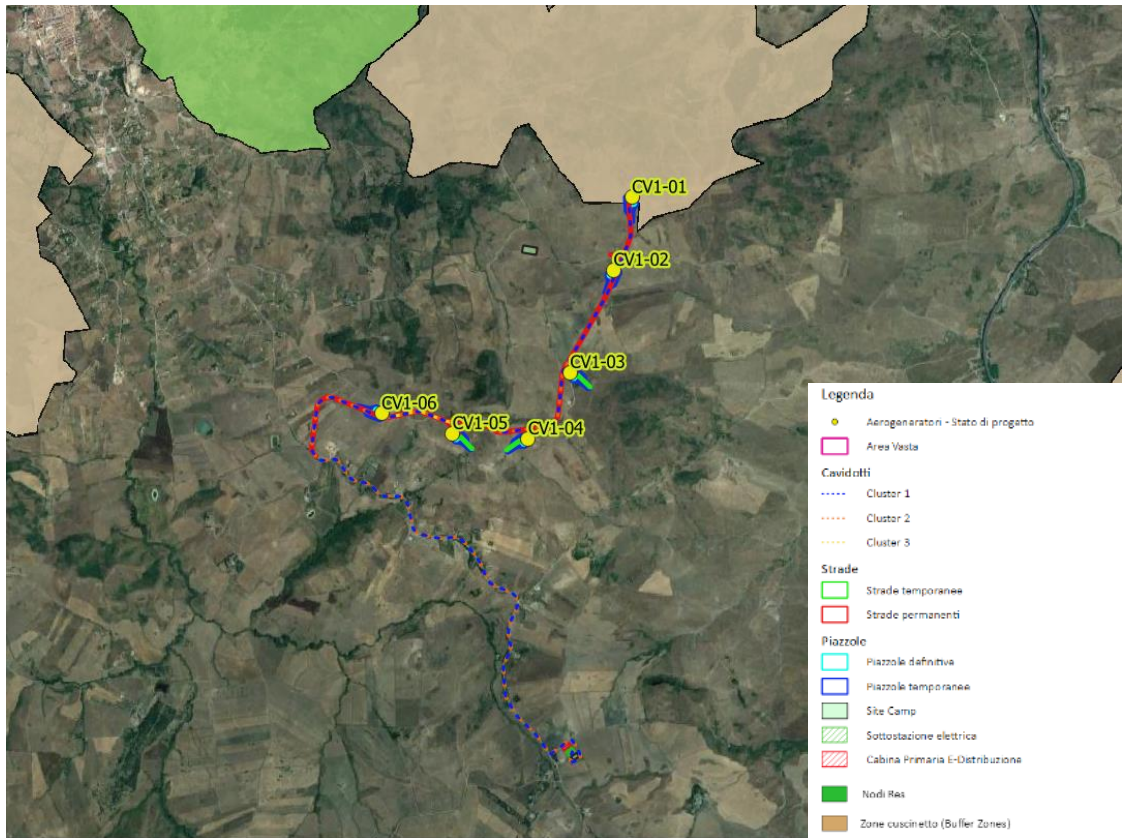 CV1-01
CV1-02
CV1-03
CV1-06
CV1-05
CV1-04
Legenda
Aerogeneratori - Stato di progetto
Area Vasta
Cavidotti
Cluster 1
Cluster 2
Cluster 3
Strade
Strade temporanee
Strade permanenti
Piazzole
Piazzole definitive
Piazzole temporanee
Site Camp
Sottostazione elettrica
Cabina Primaria E-Distribuzione
Nodi Res
Zone cuscinetto (Buffer Zones)